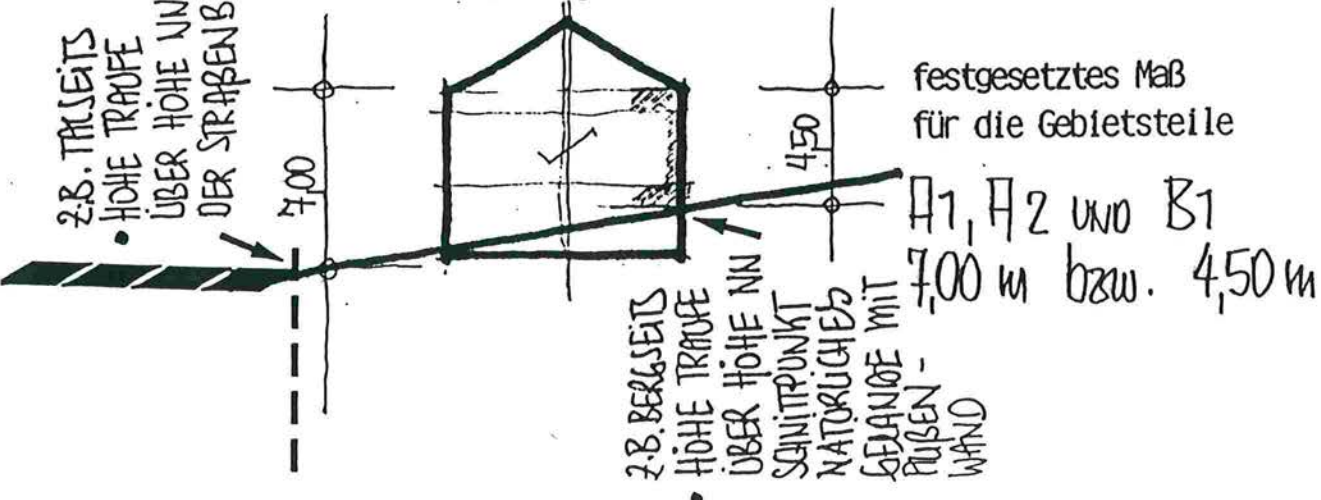 Z.B. TALSEITS
HÖHE TRAUFE
ÜBER HÖHE NN
DER STRAßENB
7,00
4,50
festgesetztes Maß
für die Gebietsteile
A1, A2 UND B1
7,00 m bzw. 4,50 m
Z.B. BERGSEITS
HÖHE TRAUFE
ÜBER HÖHE NN
SCHNITTPUNKT
NATÜRLICHES
GELÄNDE MIT
AUßEN-
WAND